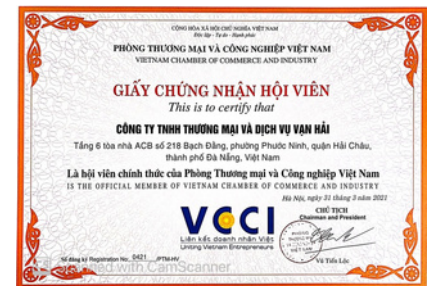 CỘNG HÒA XÃ HỘI CHỦ NGHĨA VIỆT NAM
Độc lập - Tự do - Hạnh phúc
PHÒNG THƯƠNG MẠI VÀ CÔNG NGHIỆP VIỆT NAM
VIETNAM CHAMBER OF COMMERCE AND INDUSTRY
GIẤY CHỨNG NHẬN HỘI VIÊN
This is to certify that
CÔNG TY TNHH THƯƠNG MẠI VÀ DỊCH VỤ VẠN HẢI
Tầng 6 tòa nhà ACB số 218 Bạch Đằng, phường Phước Ninh, quận Hải Châu,
thành phố Đà Nẵng, Việt Nam
Là hội viên chính thức của Phòng Thương mại và Công nghiệp Việt Nam
IS THE OFFICIAL MEMBER OF VIETNAM CHAMBER OF COMMERCE AND INDUSTRY
Hà Nội, ngày 31 tháng 3 năm 2021
CHỦ TỊCH
Chairman and President
VCCI
Liên kết doanh nhân Việt
Uniting Vietnam Entrepreneurs
Số đăng ký Registration No: 0421 /PTM-HV
Vũ Tiến Lộc
CamScanner